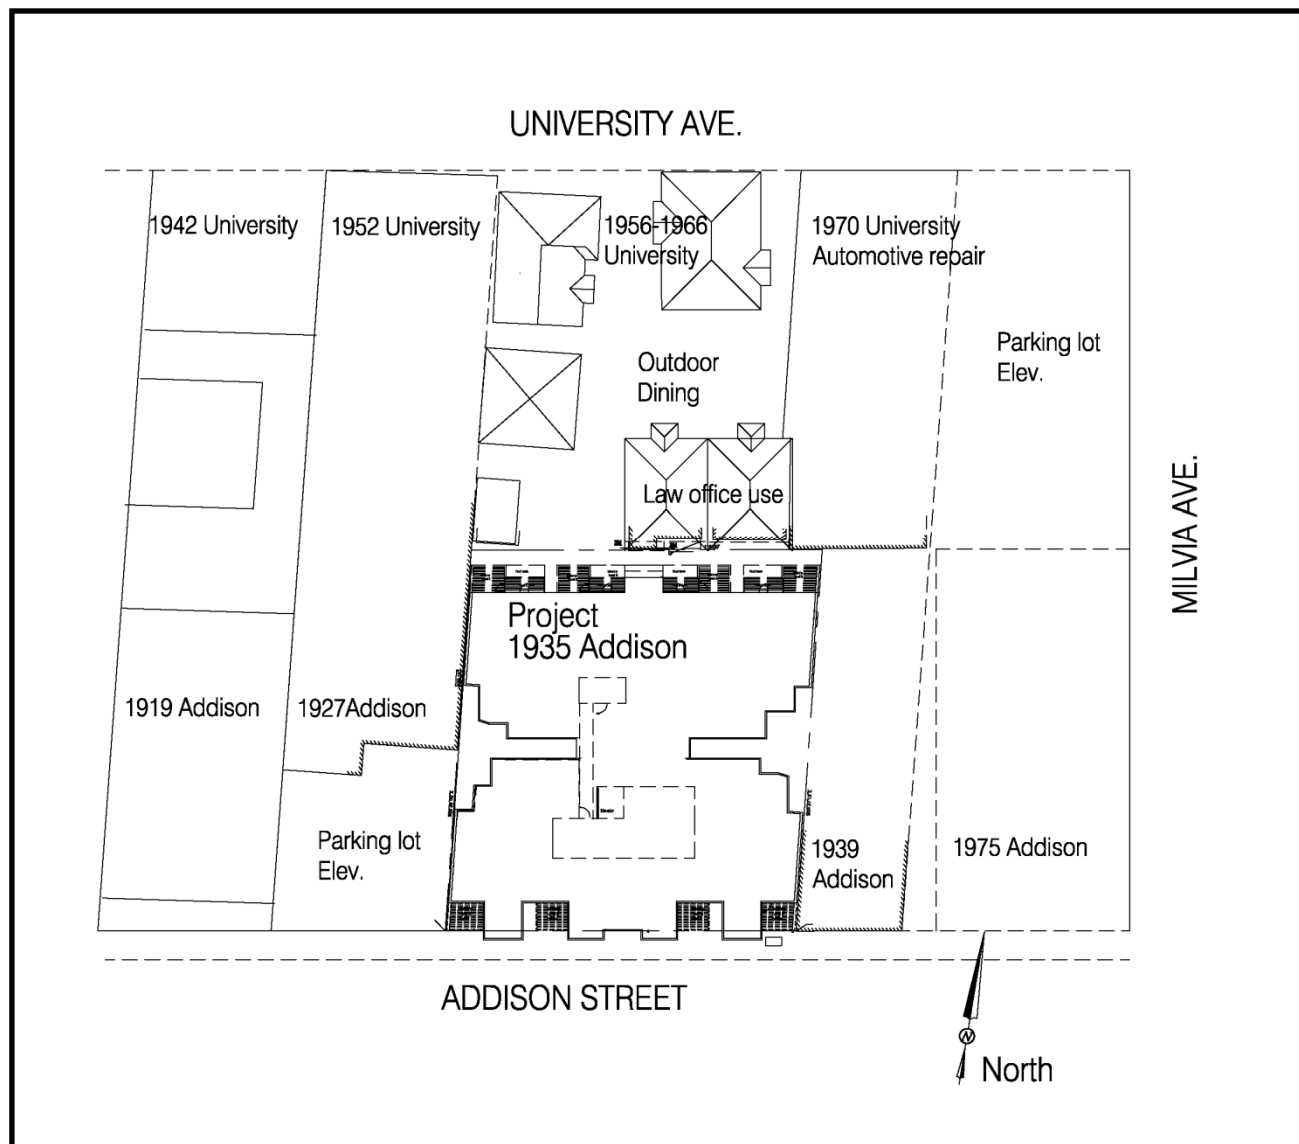 UNIVERSITY AVE.
1942 University
1952 University
1956-1966
University
1970 University
Automotive repair
Parking lot
Elev.
Outdoor
Dining
Law office use
MILVIA AVE.
Project
1935 Addison
1919 Addison
1927Addison
Parking lot
Elev.
1939
Addison
1975 Addison
ADDISON STREET
N
North